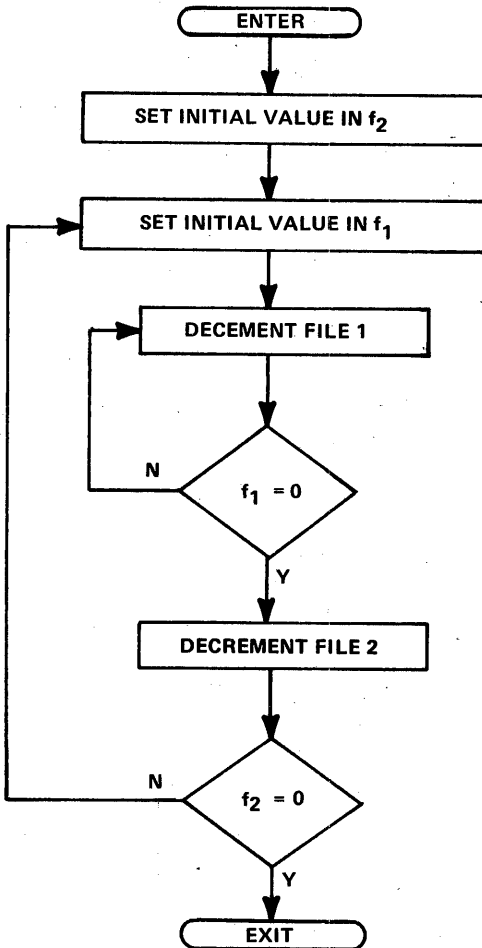 ENTER
SET INITIAL VALUE IN f2
SET INITIAL VALUE IN f1
DECEMENT FILE 1
N
f1 = 0
Y
DECREMENT FILE 2
N
f2 = 0
Y
EXIT